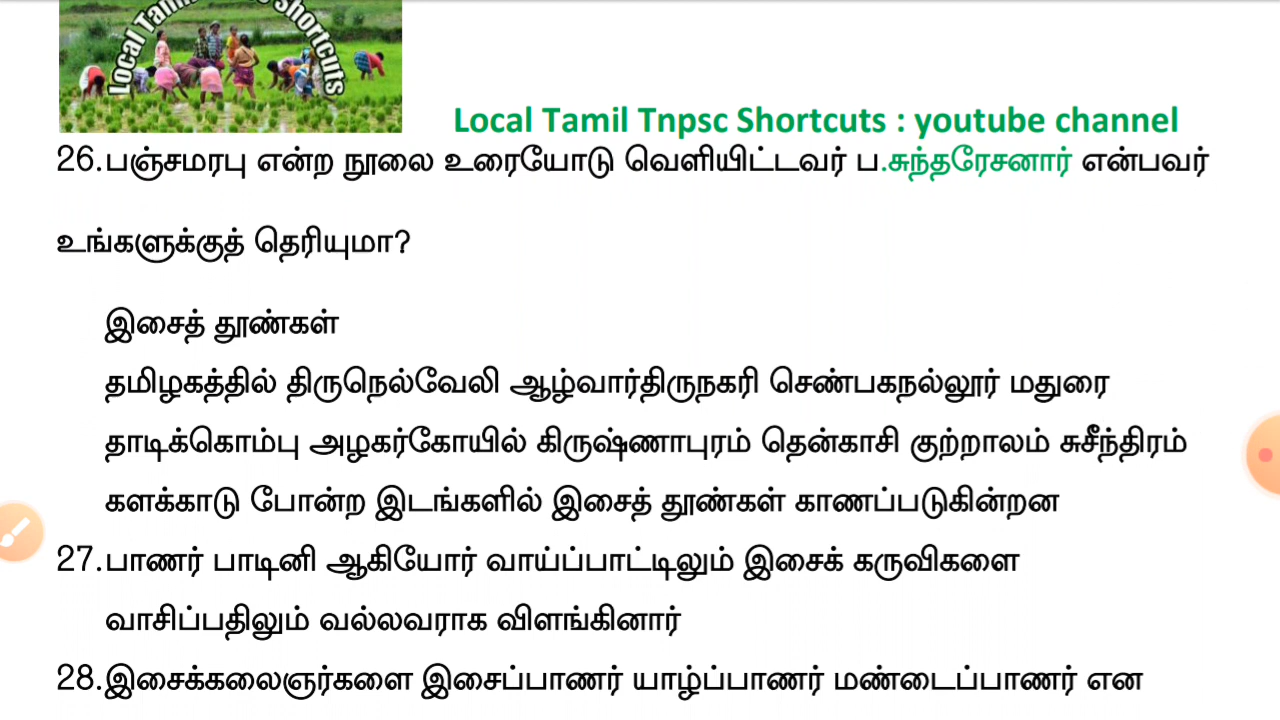 Local Tamil Shortcuts
Local Tamil Tnpsc Shortcuts : youtube channel
26.பஞ்சமரபு என்ற நூலை உரையோடு வெளியிட்டவர் ப.சுந்தரேசனார் என்பவர்
உங்களுக்குத் தெரியுமா?
இசைத் தூண்கள்
தமிழகத்தில் திருநெல்வேலி ஆழ்வார்திருநகரி செண்பகநல்லூர் மதுரை
தாடிக்கொம்பு அழகர்கோயில் கிருஷ்ணாபுரம் தென்காசி குற்றாலம் சுசீந்திரம்
களக்காடு போன்ற இடங்களில் இசைத் தூண்கள் காணப்படுகின்றன
27.பாணர் பாடினி ஆகியோர் வாய்ப்பாட்டிலும் இசைக் கருவிகளை
வாசிப்பதிலும் வல்லவராக விளங்கினார்
28.இசைக்கலைஞர்களை இசைப்பாணர் யாழ்ப்பாணர் மண்டைப்பாணர் என